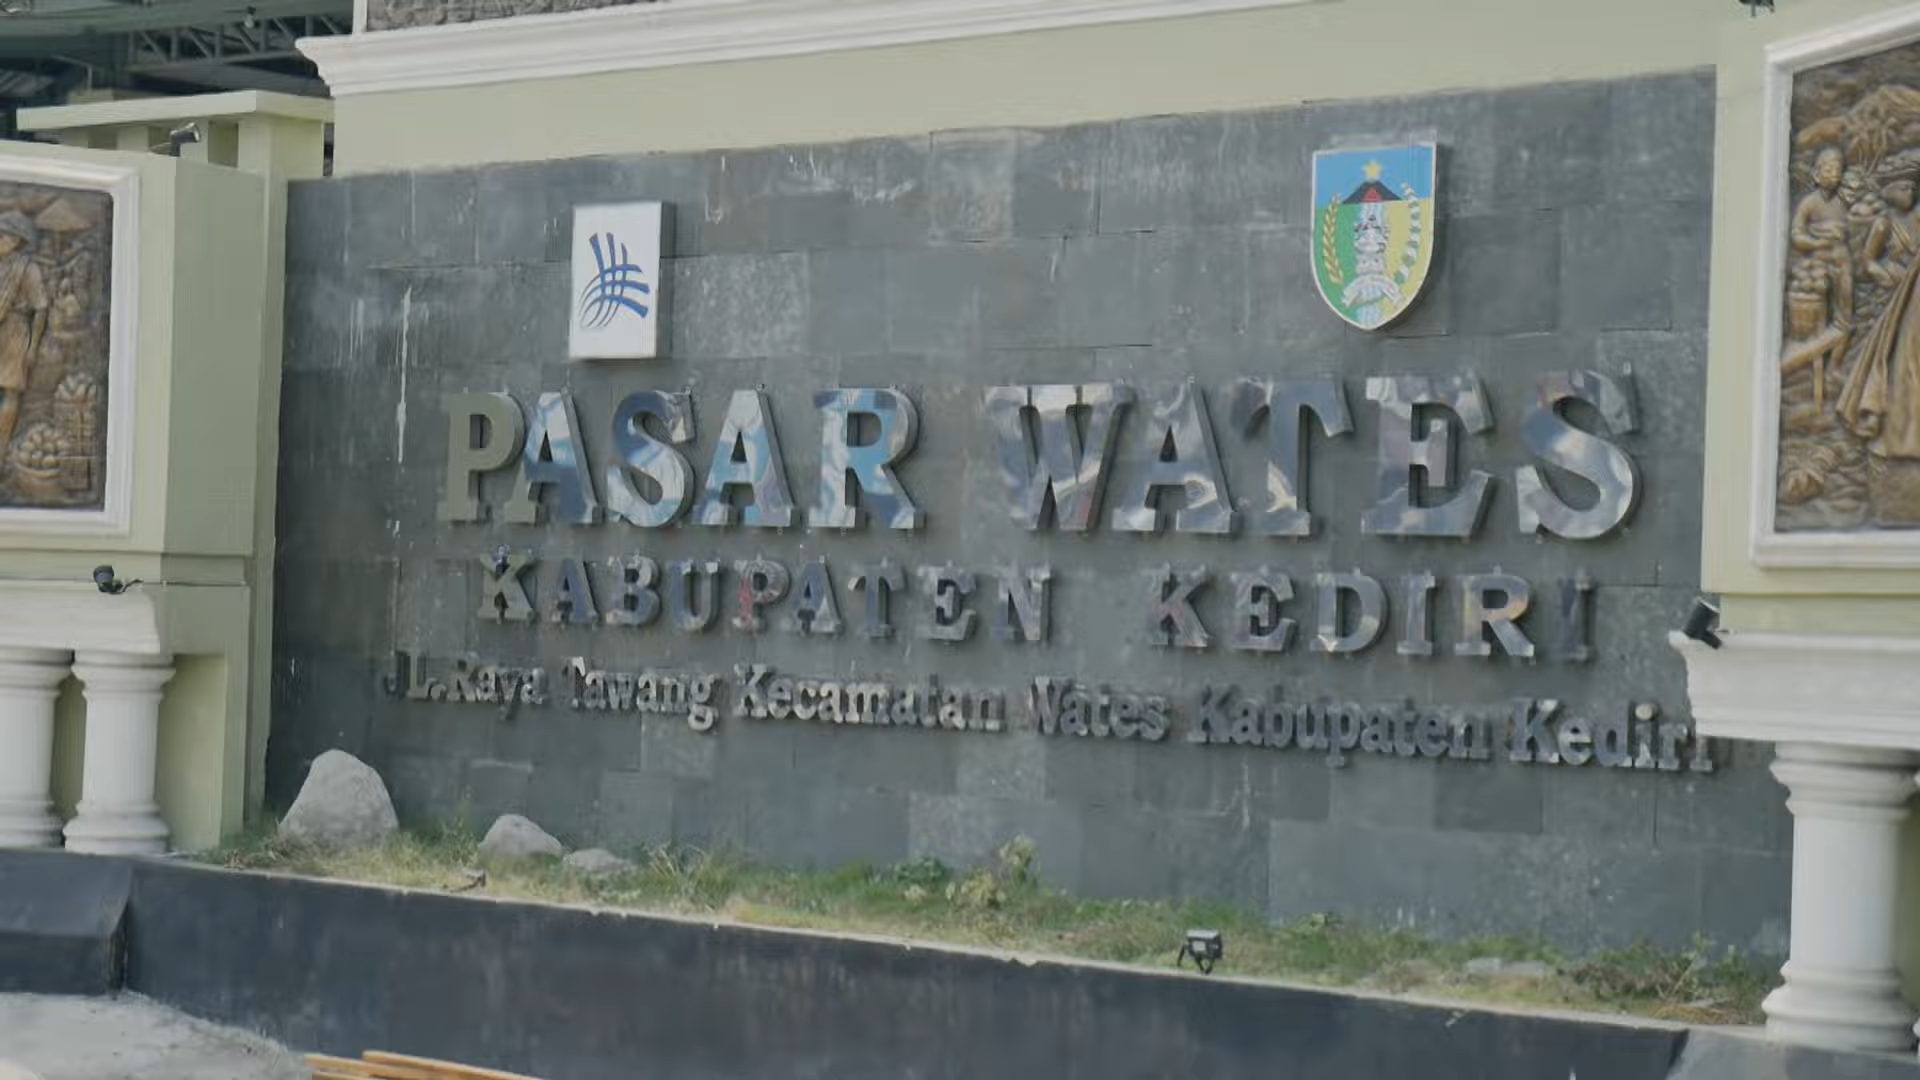 PASAR WATES
KABUPATEN KEDIRI
JL.Raya Tawang Kecamatan Wates Kabupaten Kediri